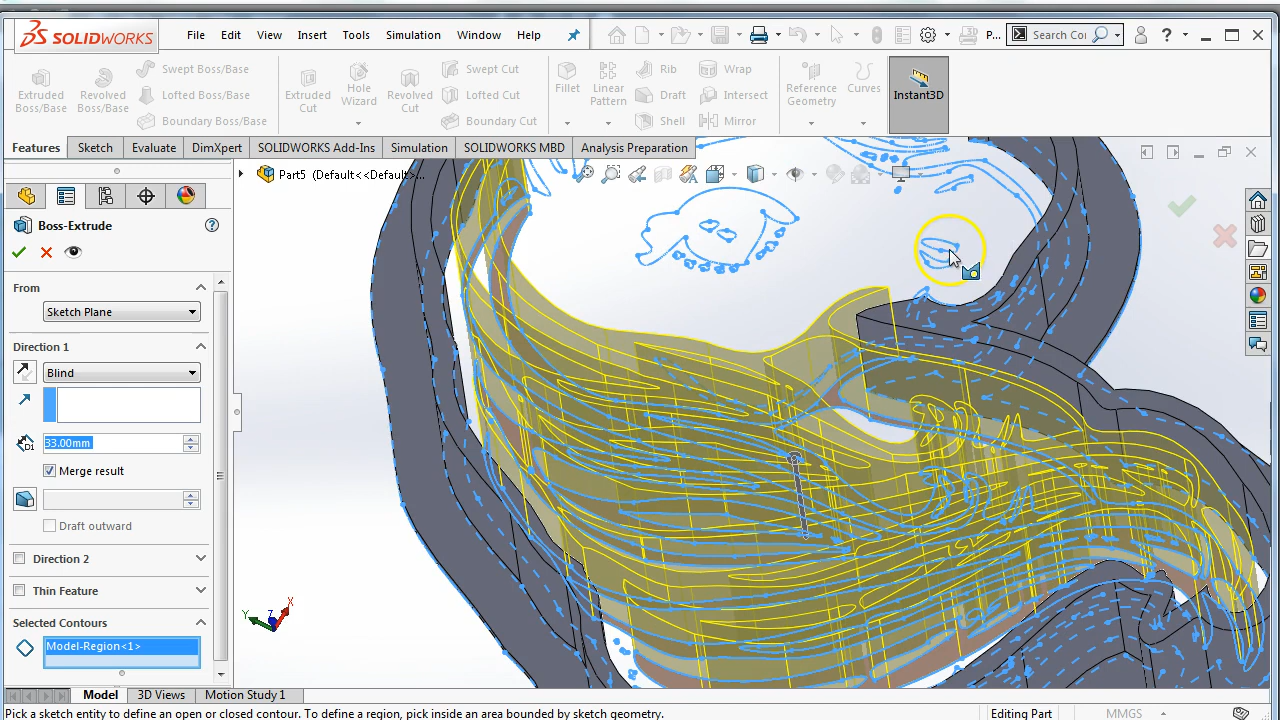 SOLIDWORKS File Edit View Insert Tools Simulation Window Help P... Search Co ?
Extruded Boss/Base Revolved Boss/Base Swept Boss/Base Lofted Boss/Base Boundary Boss/Base Extruded Cut Hole Wizard Revolved Cut Swept Cut Lofted Cut Boundary Cut Fillet Linear Pattern Rib Draft Shell Wrap Intersect Mirror Reference Geometry Curves Instant3D
Features Sketch Evaluate SOLIDWORKS Add-Ins Simulation SOLIDWORKS MBD Analysis Preparation
Part5 (Default<<Default>...
Boss-Extrude
From
Sketch Plane
Direction 1
Blind
D1 33.00mm
Merge result
Draft outward
Direction 2
Thin Feature
Selected Contours
Model-Region<1>
Y Z X
Model 3D Views Motion Study 1
Pick a sketch entity to define an open or closed contour. To define a region, pick inside an area bounded by sketch geometry. Editing Part MMGS